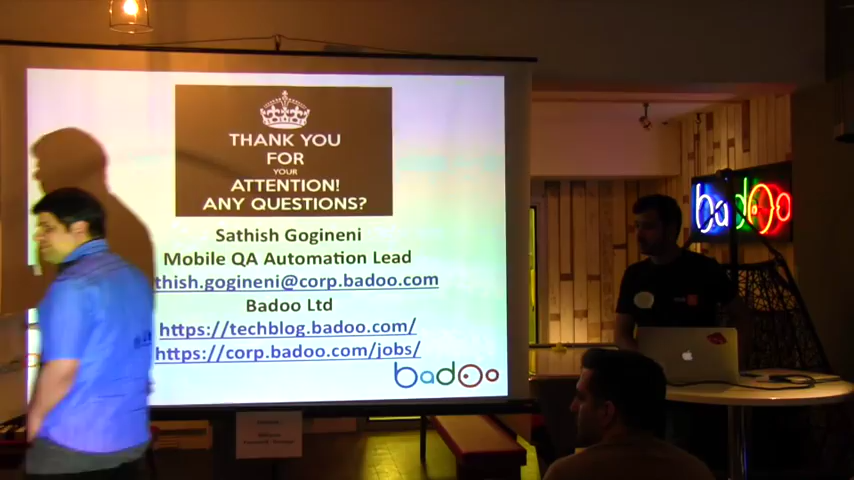 THANK YOU
FOR
YOUR
ATTENTION!
ANY QUESTIONS?
Sathish Gogineni
Mobile QA Automation Lead
thish.gogineni@corp.badoo.com
Badoo Ltd
https://techblog.badoo.com/
https://corp.badoo.com/jobs/
badoo
badoo